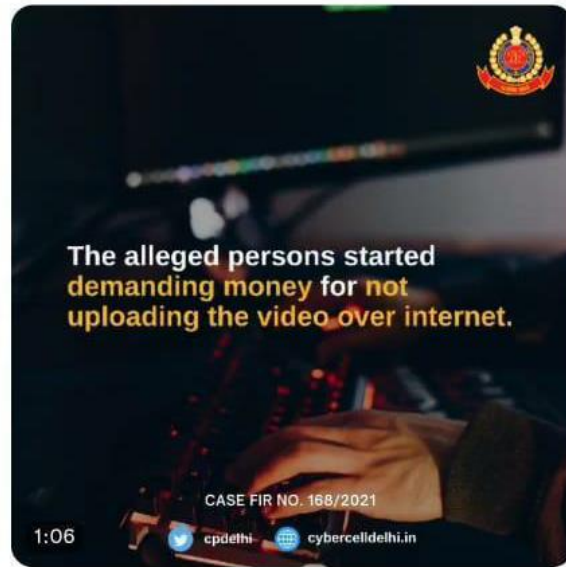 The alleged persons started
demanding money for not
uploading the video over internet.
CASE FIR NO. 168/2021
1:06
cpdelhi
cybercelldelhi.in